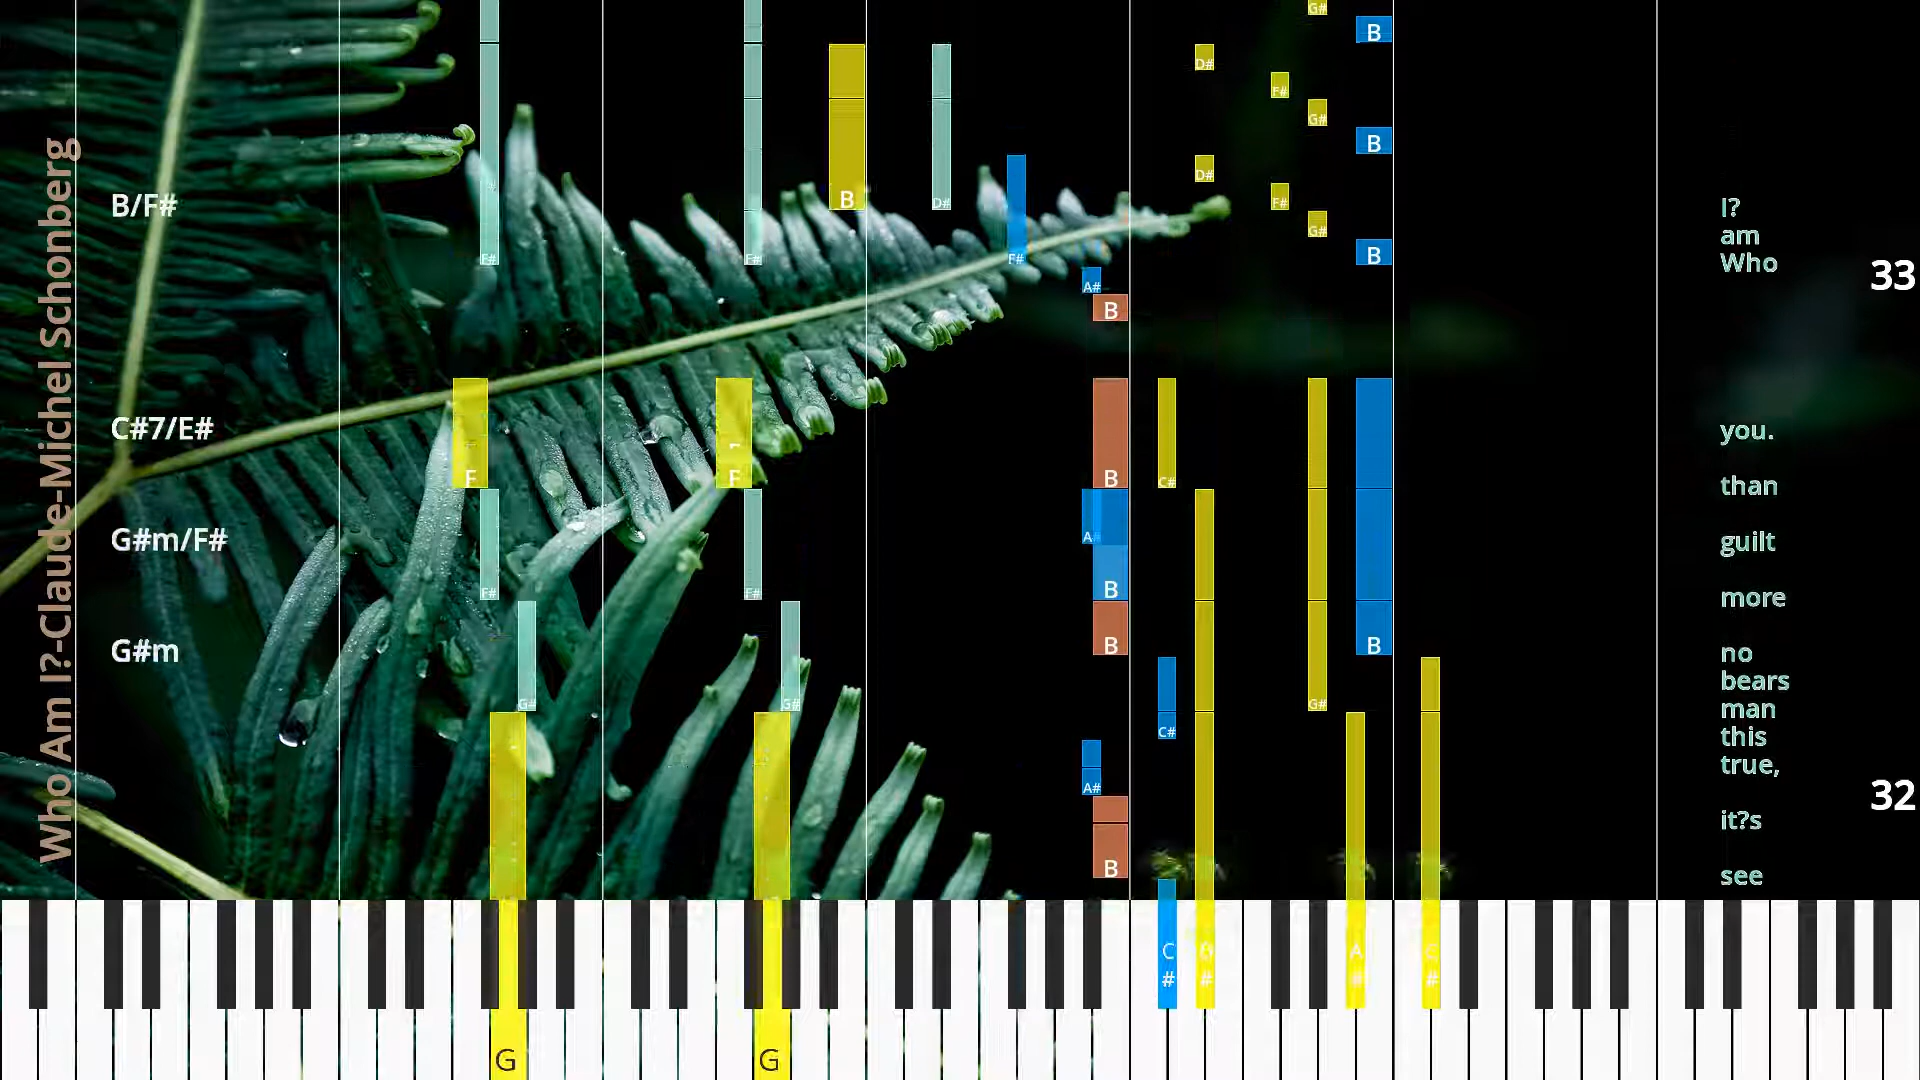 Who Am I?-Claude-Michel Schonberg
G#
B
D#
F#
G#
B
D#
F#
B
D#
G#
B/F#
I?
am
F#
F#
F#
B
Who
33
A#
B
C#7/E#
you.
F
F
B
C#
than
A#
G#m/F#
guilt
F#
F#
B
more
G#m
B
B
no
bears
G#
G#
G#
man
C#
this
true,
A#
32
it?s
B
see
C
#
#
A
#
C
#
G
G